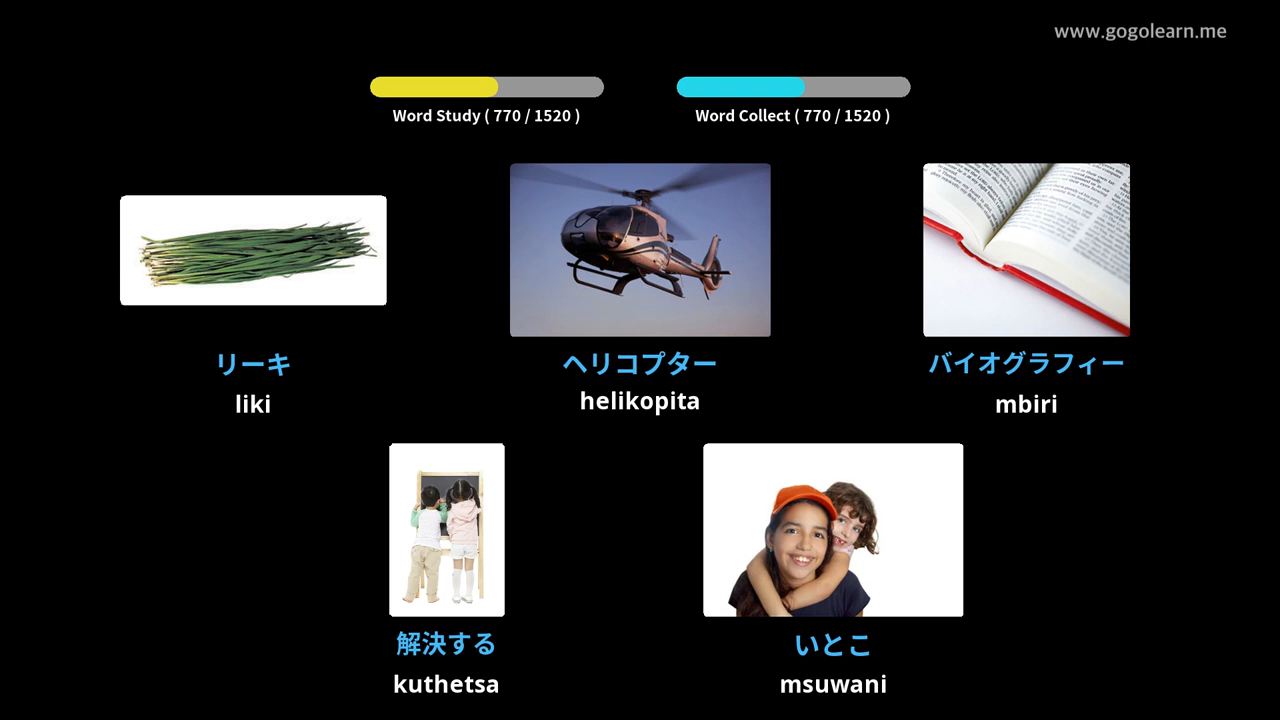 www.gogolearn.me
Word Study ( 770 / 1520 )
Word Collect ( 770 / 1520 )
リーキ
liki
ヘリコプター
helikopita
バイオグラフィー
mbiri
解決する
kuthetsa
いとこ
msuwani